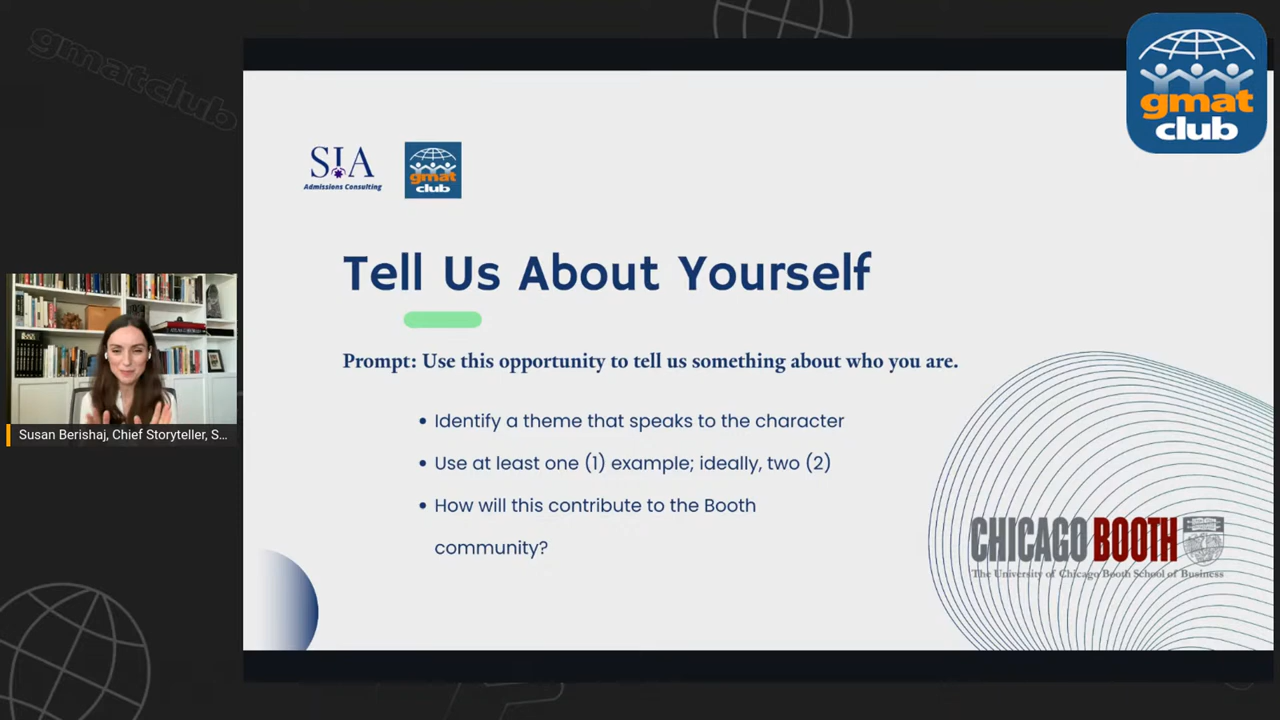 gmatclub
gmat
club
SIA
Admissions Consulting
gmat
club
Tell Us About Yourself
Prompt: Use this opportunity to tell us something about who you are.
• Identify a theme that speaks to the character
• Use at least one (1) example; ideally, two (2)
• How will this contribute to the Booth
community?
Susan Berishaj, Chief Storyteller, S...
CHICAGO BOOTH
The University of Chicago Booth School of Business